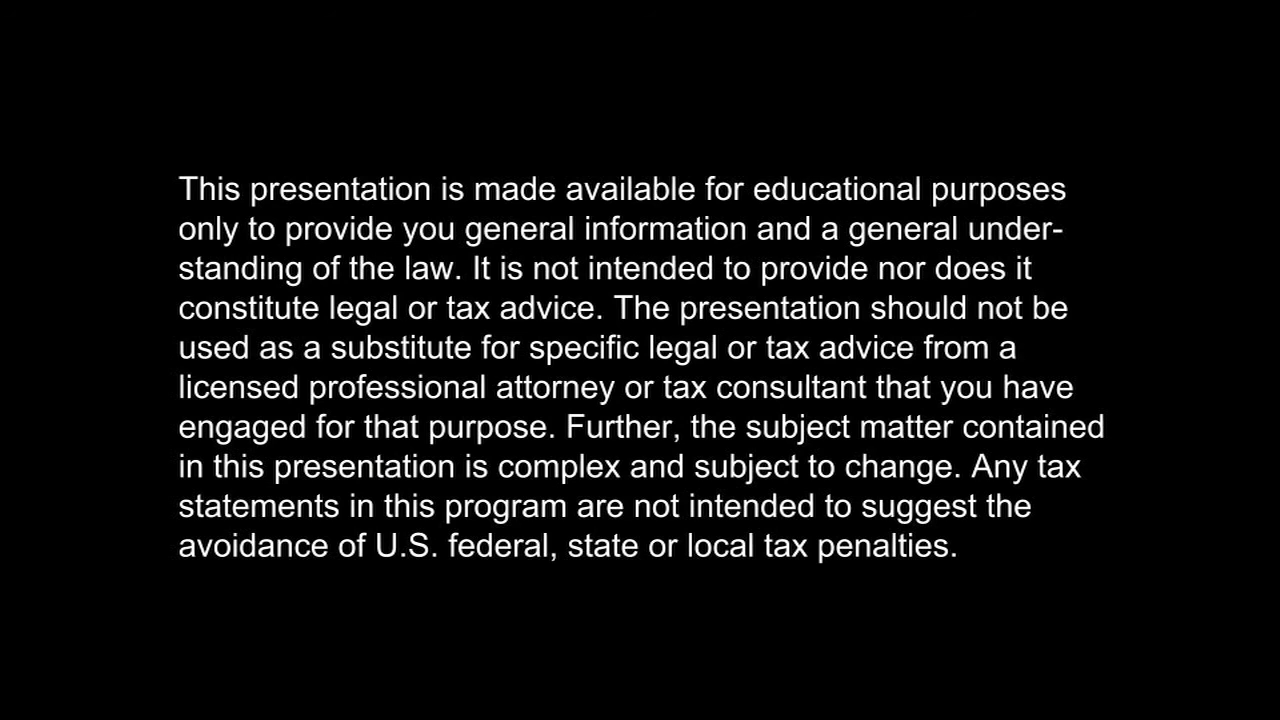 This presentation is made available for educational purposes
only to provide you general information and a general under-
standing of the law. It is not intended to provide nor does it
constitute legal or tax advice. The presentation should not be
used as a substitute for specific legal or tax advice from a
licensed professional attorney or tax consultant that you have
engaged for that purpose. Further, the subject matter contained
in this presentation is complex and subject to change. Any tax
statements in this program are not intended to suggest the
avoidance of U.S. federal, state or local tax penalties.